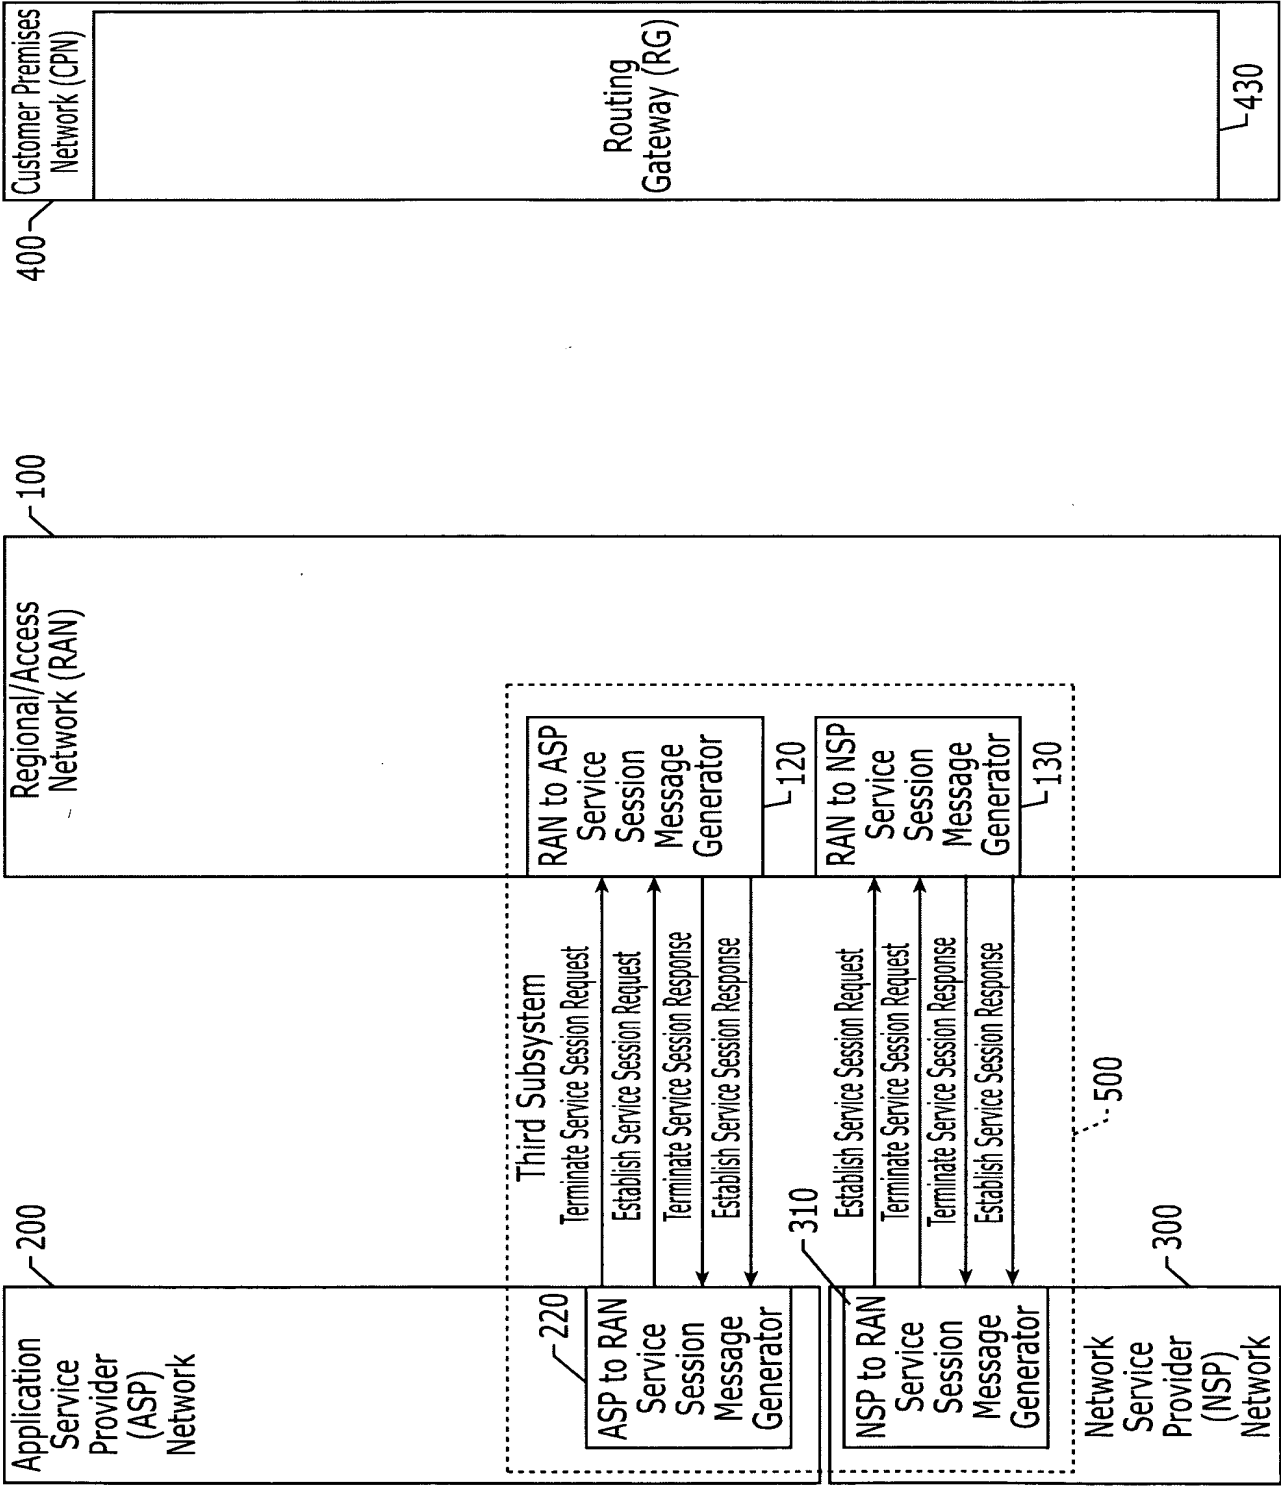 Application
Service
Provider
(ASP)
Network
200
Regional/Access
Network (RAN)
100
Customer Premises
Network (CPN)
400
Routing
Gateway (RG)
430
Third Subsystem
220
ASP to RAN
Service
Session
Message
Generator
Terminate Service Session Request
Establish Service Session Request
Terminate Service Session Response
Establish Service Session Response
RAN to ASP
Service
Session
Message
Generator
120
310
NSP to RAN
Service
Session
Message
Generator
Establish Service Session Request
Terminate Service Session Request
Terminate Service Session Response
Establish Service Session Response
RAN to NSP
Service
Session
Message
Generator
130
500
Network
Service
Provider
(NSP)
Network
300